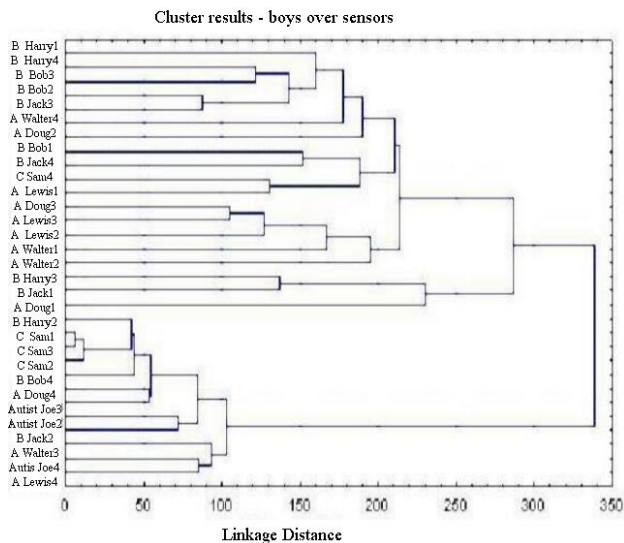 Cluster results - boys over sensors
B Harry1
B Harry4
B Bob3
B Bob2
B Jack3
A Walter4
A Doug2
B Bob1
B Jack4
C Sam4
A Lewis1
A Doug3
A Lewis3
A Lewis2
A Walter1
A Walter2
B Harry3
B Jack1
A Doug1
B Harry2
C Sam1
C Sam3
C Sam2
B Bob4
A Doug4
Autist Joe3
Autist Joe2
B Jack2
A Walter3
Autis Joe4
A Lewis4
0 50 100 150 200 250 300 350
Linkage Distance